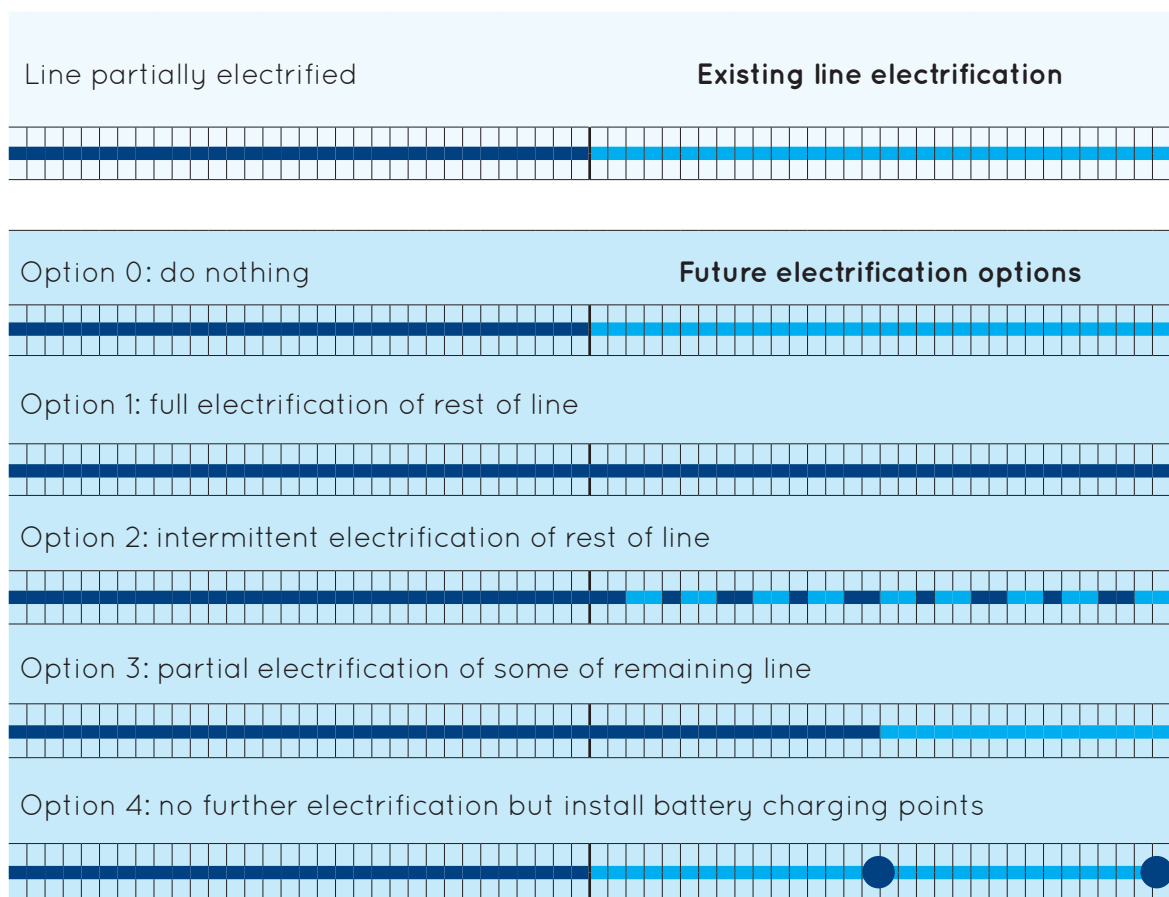 Line partially electrified
Existing line electrification
Option 0: do nothing
Future electrification options
Option 1: full electrification of rest of line
Option 2: intermittent electrification of rest of line
Option 3: partial electrification of some of remaining line
Option 4: no further electrification but install battery charging points